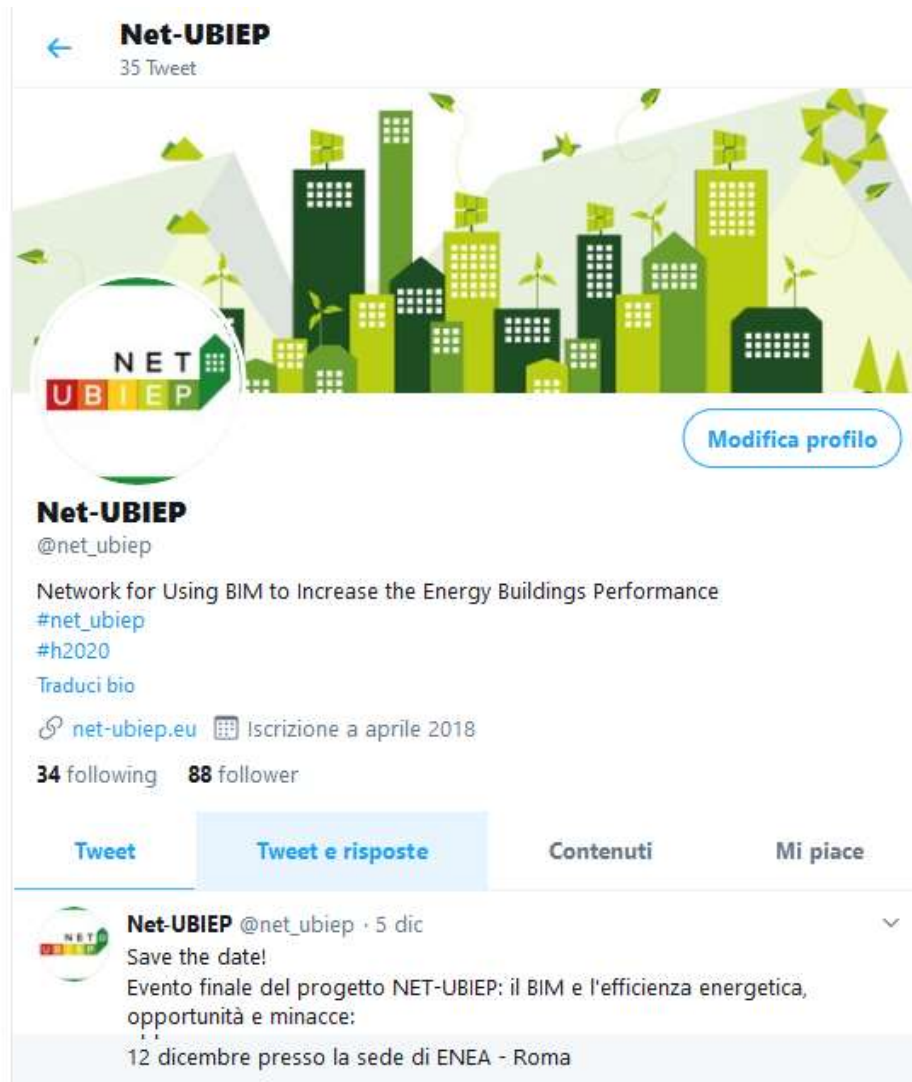 Net-UBIEP
35 Tweet
NET
UBIEP
Modifica profilo
Net-UBIEP
@net_ubiep
Network for Using BIM to Increase the Energy Buildings Performance
#net_ubiep
#h2020
Traduci bio
net-ubiep.eu Iscrizione a aprile 2018
34 following 88 follower
Tweet Tweet e risposte Contenuti Mi piace
NET
UBIEP
Net-UBIEP @net_ubiep · 5 dic
Save the date!
Evento finale del progetto NET-UBIEP: il BIM e l'efficienza energetica,
opportunità e minacce:
12 dicembre presso la sede di ENEA - Roma